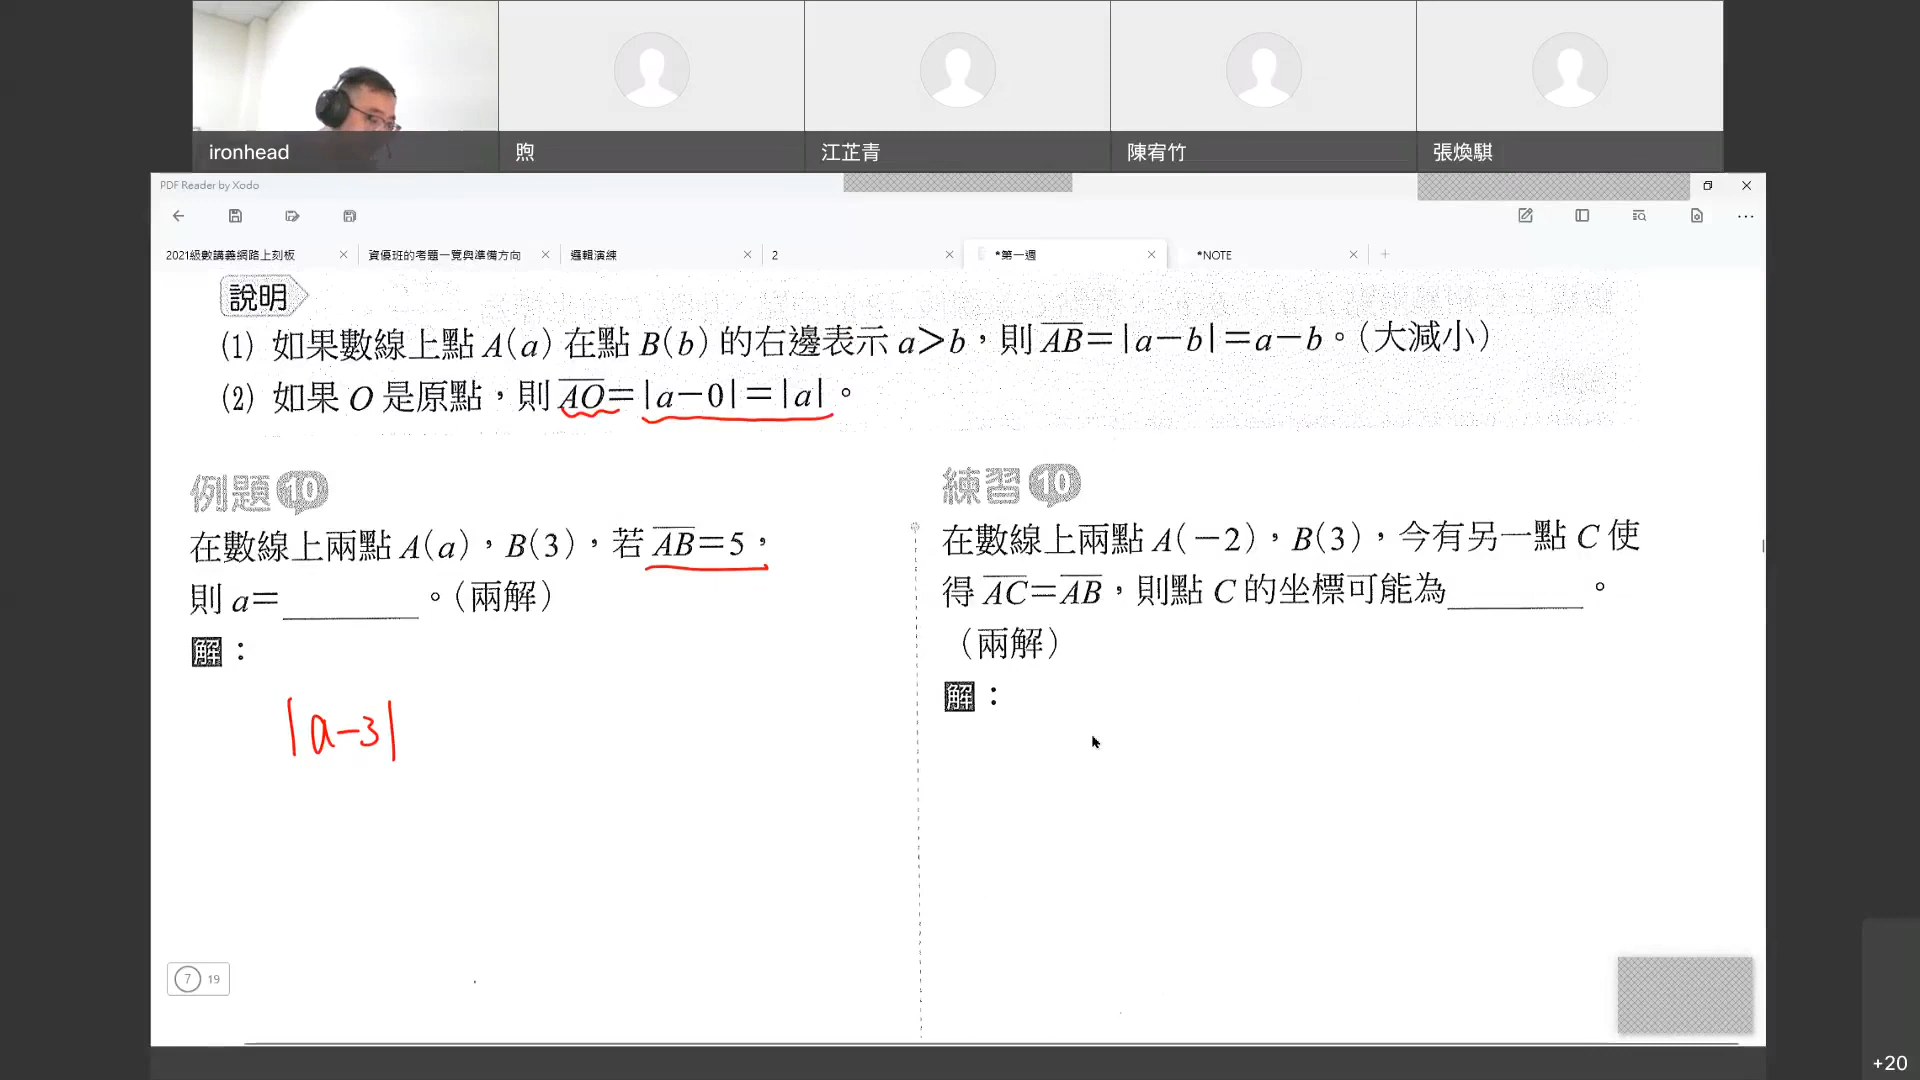 ironhead
煦
江芷青
陳宥竹
張煥騏
PDF Reader by Xodo
2021級數講義網路上刻板
資優班的考題一覽與準備方向
邏輯演練
2
*第一週
*NOTE
說明
(1) 如果數線上點 A(a) 在點 B(b) 的右邊表示 a>b，則 AB=|a-b|=a-b。(大減小)
(2) 如果 O 是原點，則 AO=|a-0|=|a|。
例題 10
在數線上兩點 A(a)，B(3)，若 AB=5，
則 a=________。(兩解)
解：
|a-3|
練習 10
在數線上兩點 A(-2)，B(3)，今有另一點 C 使
得 AC=AB，則點 C 的坐標可能為________。
(兩解)
解：
7 19
+20